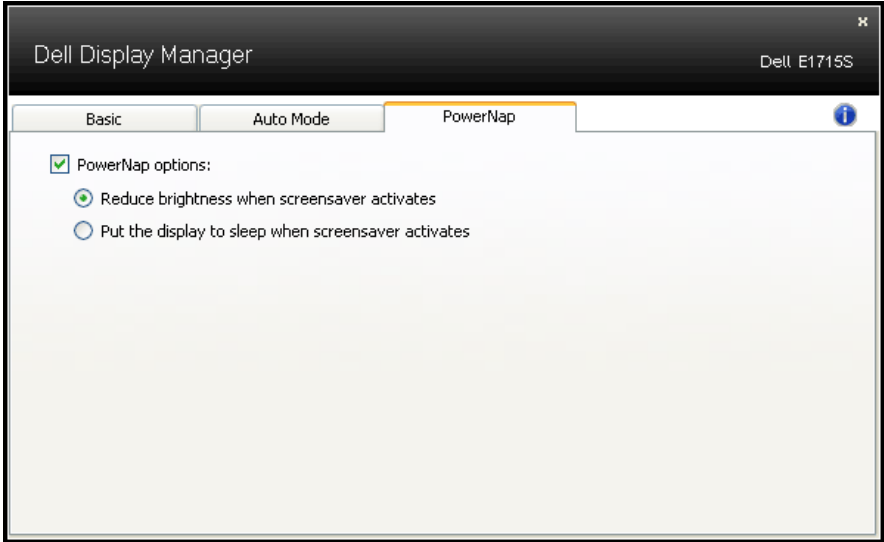 Dell Display Manager
Dell E1715S
Basic
Auto Mode
PowerNap
PowerNap options:
Reduce brightness when screensaver activates
Put the display to sleep when screensaver activates